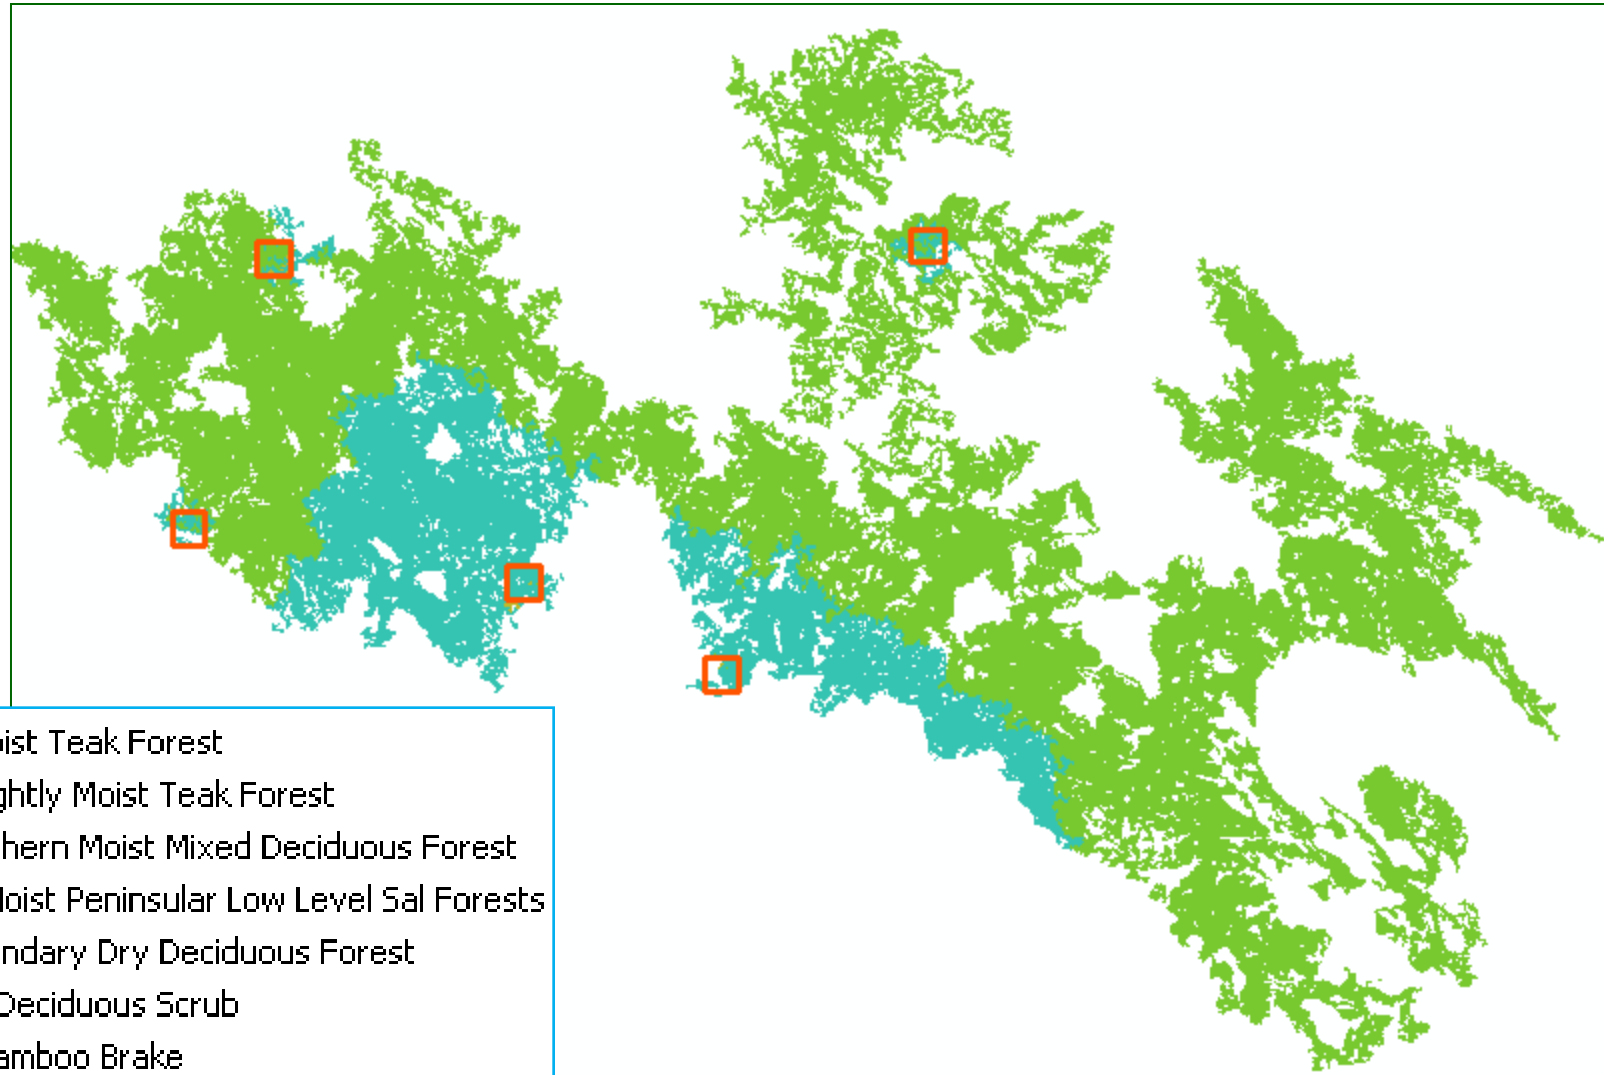 ist Teak Forest
ghtly Moist Teak Forest
hern Moist Mixed Deciduous Forest
oist Peninsular Low Level Sal Forests
ndary Dry Deciduous Forest
Deciduous Scrub
amboo Brake